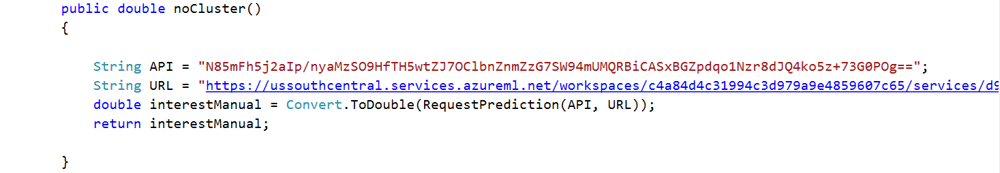 public double noCluster()
{
String API = "N85mFh5j2aIp/nyaMzSO9HfTH5wtZJ7OClbnZnmZzG7SW94mUMQRBiCASxBGZpdqo1Nzr8dJQ4ko5z+73G0POg==";
String URL = "https://ussouthcentral.services.azureml.net/workspaces/c4a84d4c31994c3d979a9e4859607c65/services/d9
double interestManual = Convert.ToDouble(RequestPrediction(API, URL));
return interestManual;
}